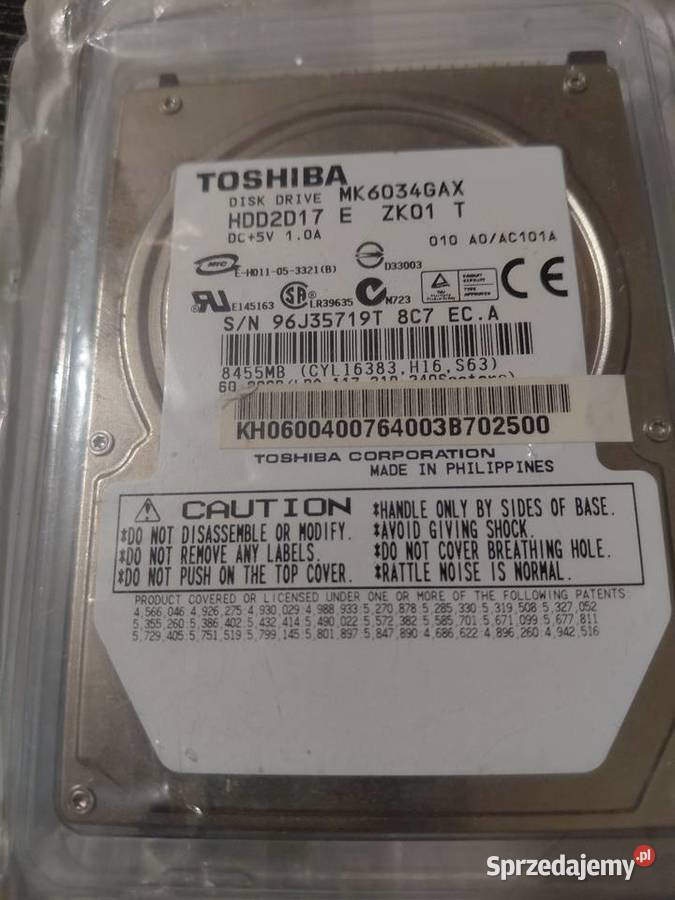 TOSHIBA
DISK DRIVE MK6034GAX
HDD2D17 E ZK01 T
DC+5V 1.0A
010 A0/AC101A
E-H011-05-3321(B)
D33003
E145163 LR39635 N723
CE
S/N 96J35719T 8C7 EC.A
8455MB (CYL16383.H16.S63)
KH0600400764003B702500
TOSHIBA CORPORATION
MADE IN PHILIPPINES
CAUTION
*DO NOT DISASSEMBLE OR MODIFY.
*DO NOT REMOVE ANY LABELS.
*DO NOT PUSH ON THE TOP COVER.
*HANDLE ONLY BY SIDES OF BASE.
*AVOID GIVING SHOCK.
*DO NOT COVER BREATHING HOLE.
*RATTLE NOISE IS NORMAL.
PRODUCT COVERED OR LICENSED UNDER ONE OR MORE OF THE FOLLOWING PATENTS
4,566,046 4,926,275 4,930,029 4,988,933 5,270,878 5,285,330 5,319,508 5,327,052
5,355,260 5,386,402 5,432,414 5,490,022 5,572,382 5,585,701 5,671,099 5,677,811
5,729,405 5,751,519 5,799,145 5,801,897 5,847,890 4,686,622 4,896,260 4,942,516
Sprzedajemy.pl